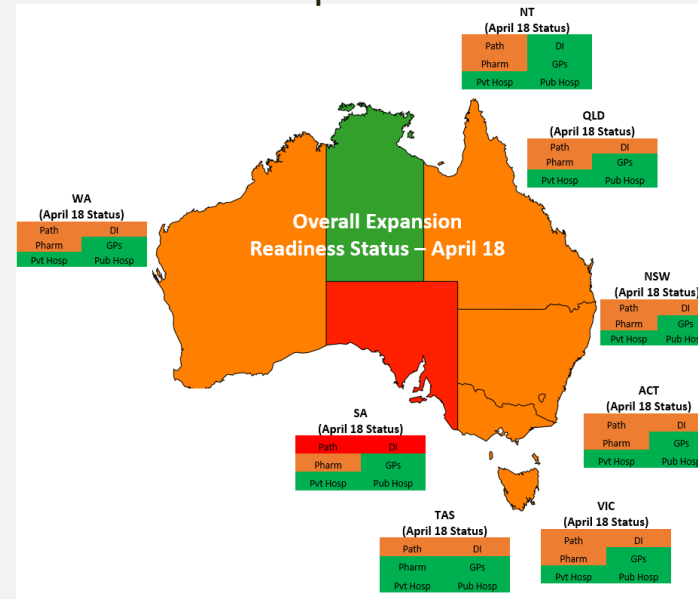 NT
(April 18 Status)
Path DI
Pharm GPs
Pvt Hosp Pub Hosp
QLD
(April 18 Status)
Path DI
Pharm GPs
Pvt Hosp Pub Hosp
WA
(April 18 Status)
Path DI
Pharm GPs
Pvt Hosp Pub Hosp
Overall Expansion
Readiness Status – April 18
NSW
(April 18 Status)
Path DI
Pharm GPs
Pvt Hosp Pub Hos
ACT
(April 18 Status)
Path DI
Pharm GPs
Pvt Hosp Pub Hosp
SA
(April 18 Status)
Path DI
Pharm GPs
Pvt Hosp Pub Hosp
TAS
(April 18 Status)
Path DI
Pharm GPs
Pvt Hosp Pub Hosp
VIC
(April 18 Status)
Path DI
Pharm GPs
Pvt Hosp Pub Hosp